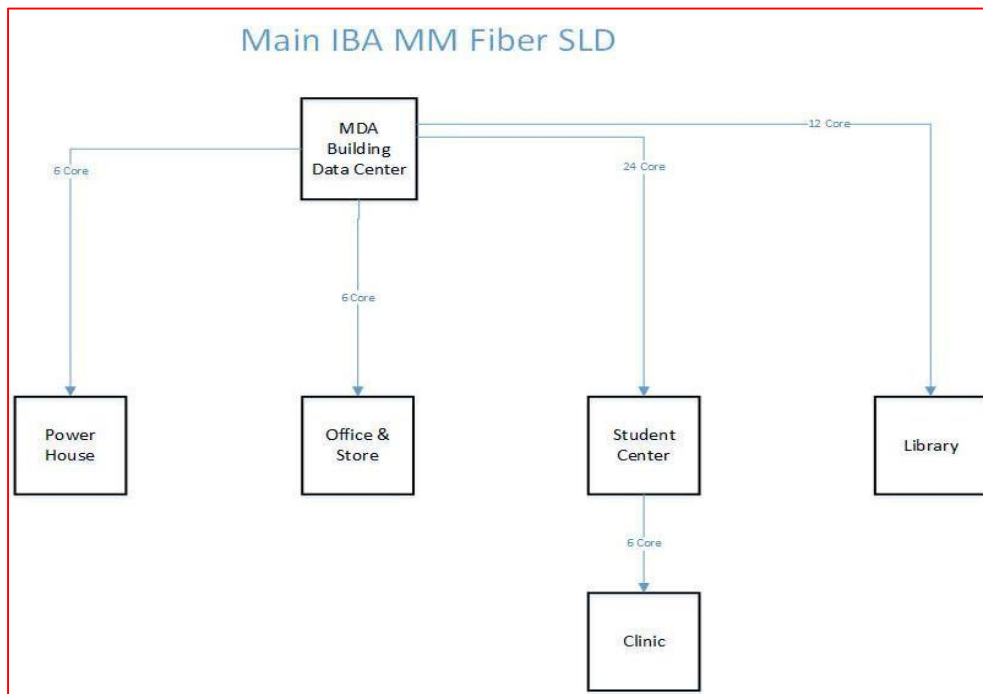 Main IBA MM Fiber SLD
MDA
Building
Data Center
12 Core
6 Core
24 Core
6 Core
Power
House
Office &
Store
Student
Center
Library
6 Core
Clinic